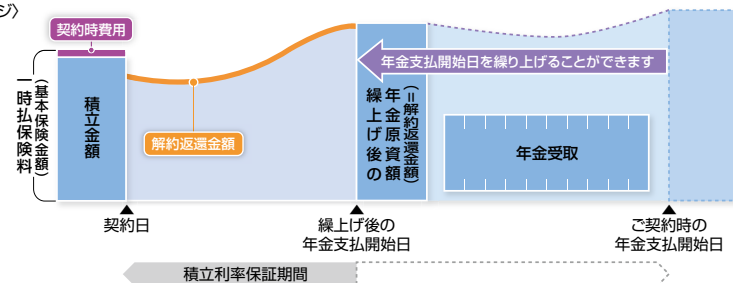 ジ〉
契約時費用
年金支払開始日を繰り上げることができます
一時払保険料
(基本保険金額)
積立金額
解約返還金額
繰上げ後の
年金原資額
(=解約返還金額)
年金受取
契約日
繰上げ後の
年金支払開始日
ご契約時の
年金支払開始日
積立利率保証期間